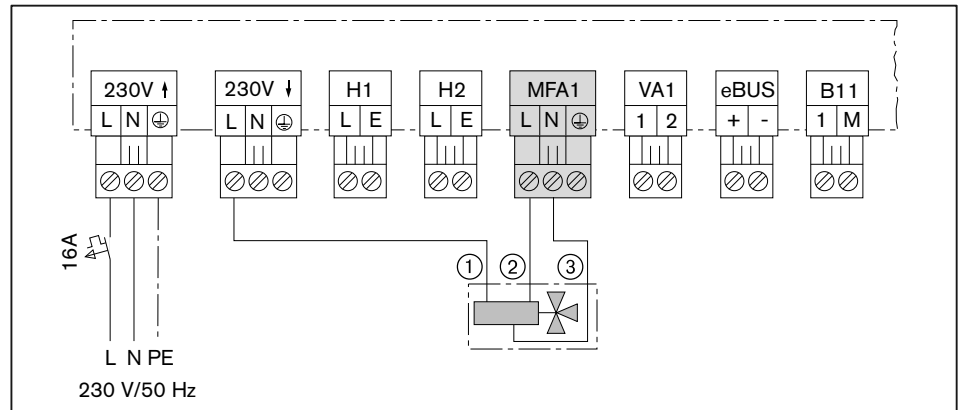 230V ↑ 230V ↓ H1 H2 MFA1 VA1 eBUS B11
L N ⏚ L N ⏚ L E L E L N ⏚ 1 2 + - 1 M
16A
① ② ③
L N PE
230 V/50 Hz